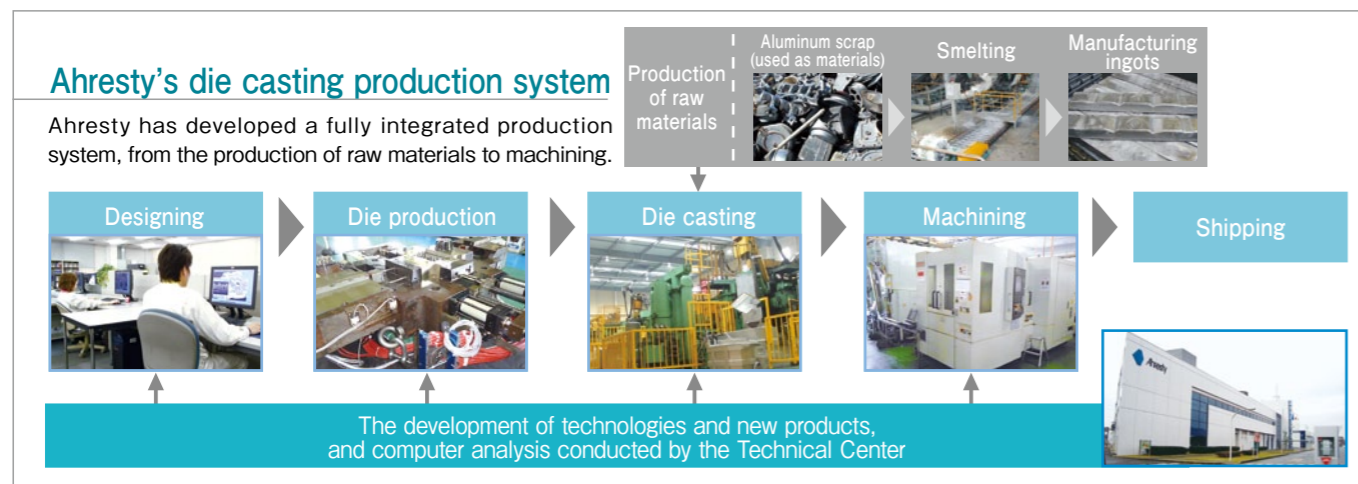 Ahresty's die casting production system
Ahresty has developed a fully integrated production
system, from the production of raw materials to machining.
Production
of raw
materials
Aluminum scrap
(used as materials)
Smelting
Manufacturing
ingots
Designing
Die production
Die casting
Machining
Shipping
The development of technologies and new products,
and computer analysis conducted by the Technical Center
Ahresty